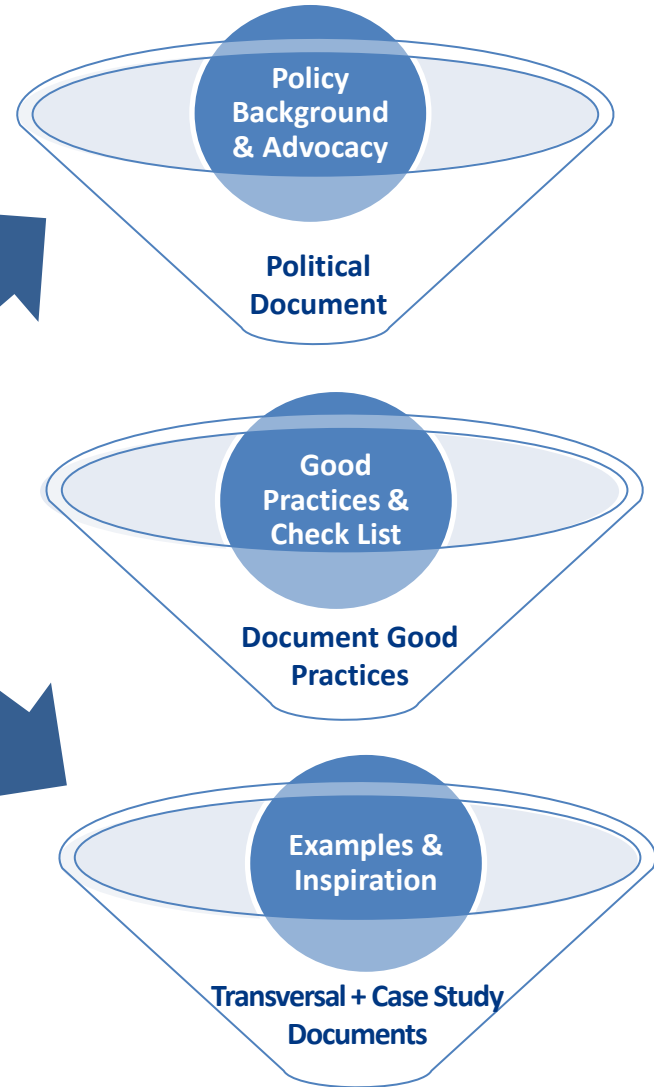 Policy
Background
& Advocacy
Political
Document
Good
Practices &
Check List
Document Good
Practices
Examples &
Inspiration
Transversal + Case Study
Documents